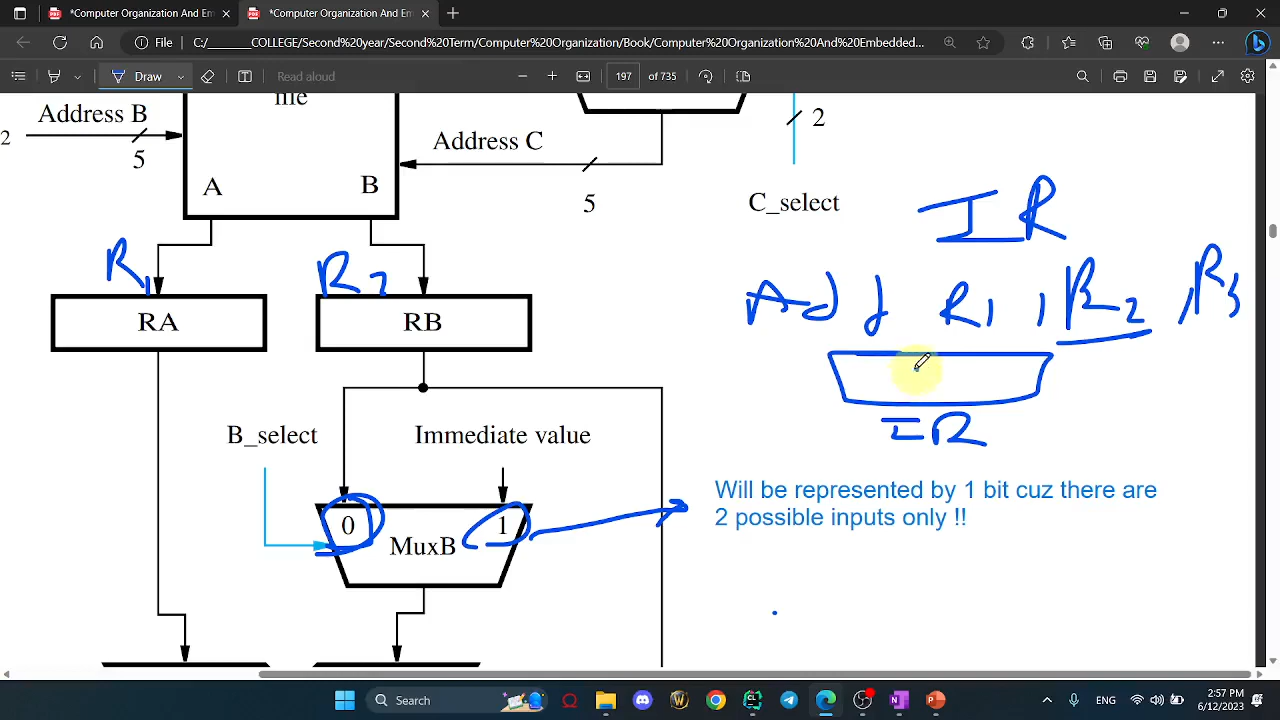 *Computer Organization And Em
*Computer Organization And Em
File
C:/______COLLEGE/Second%20year/Second%20Term/Computer%20Organization/Book/Computer%20Organization%20And%20Embedded...
Draw
Read aloud
197 of 735
file
Address B
2
5
Address C
2
5
A
B
C_select
IR
R1
R2
Add R1 , R2 , R3
RA
RB
IR
B_select
Immediate value
0
1
MuxB
Will be represented by 1 bit cuz there are
2 possible inputs only !!
Search
ENG
2:57 PM
6/12/2023